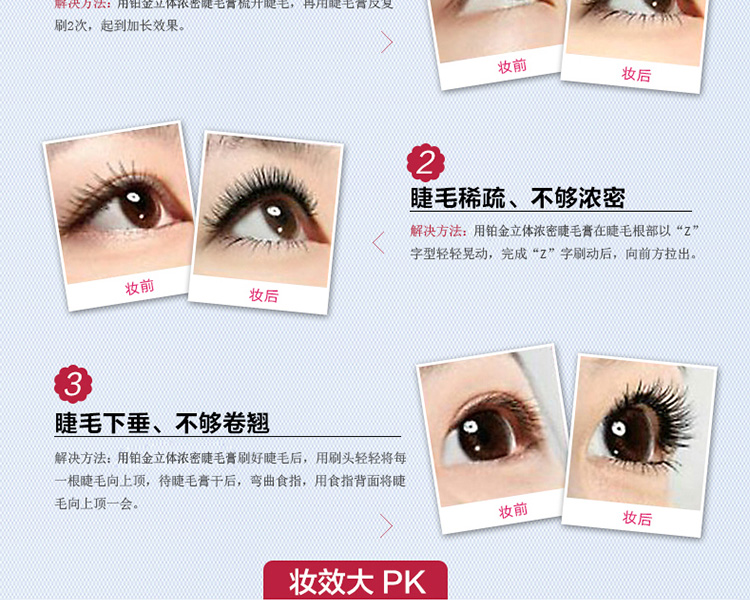 解决方法：用铂金立体浓密睫毛膏梳开睫毛，再用睫毛膏反复
刷2次，起到加长效果。
妆前
妆后
2
睫毛稀疏、不够浓密
解决方法：用铂金立体浓密睫毛膏在睫毛根部以“Z”
字型轻轻晃动，完成“Z”字刷动后，向前方拉出。
妆前
妆后
3
睫毛下垂、不够卷翘
解决方法：用铂金立体浓密睫毛膏刷好睫毛后，用刷头轻轻将每
一根睫毛向上顶，待睫毛膏干后，弯曲食指，用食指背面将睫
毛向上顶一会。
妆前
妆后
妆效大 PK